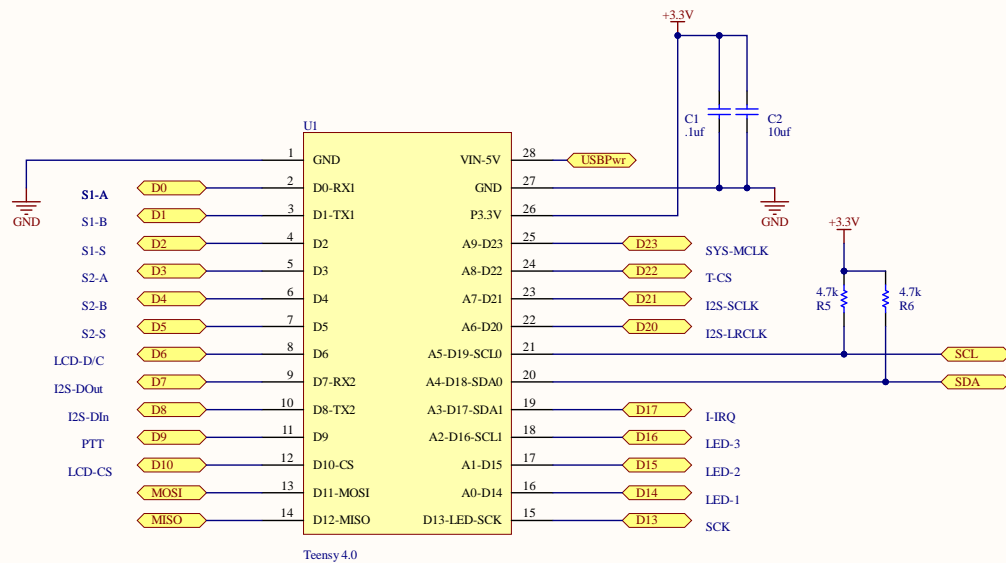 +3.3V
C1
.1uf
C2
10uf
U1
1 GND VIN-5V 28 USBPwr
S1-A D0 2 D0-RX1 GND 27
GND
GND
S1-B D1 3 D1-TX1 P3.3V 26
S1-S D2 4 D2 A9-D23 25 D23 SYS-MCLK
+3.3V
S2-A D3 5 D3 A8-D22 24 D22 T-CS
S2-B D4 6 D4 A7-D21 23 D21 I2S-SCLK
4.7k
R5
4.7k
R6
S2-S D5 7 D5 A6-D20 22 D20 I2S-LRCLK
LCD-D/C D6 8 D6 A5-D19-SCL0 21 SCL
I2S-DOut D7 9 D7-RX2 A4-D18-SDA0 20 SDA
I2S-DIn D8 10 D8-TX2 A3-D17-SDA1 19 D17 I-IRQ
PTT D9 11 D9 A2-D16-SCL1 18 D16 LED-3
LCD-CS D10 12 D10-CS A1-D15 17 D15 LED-2
MOSI 13 D11-MOSI A0-D14 16 D14 LED-1
MISO 14 D12-MISO D13-LED-SCK 15 D13 SCK
Teensy 4.0